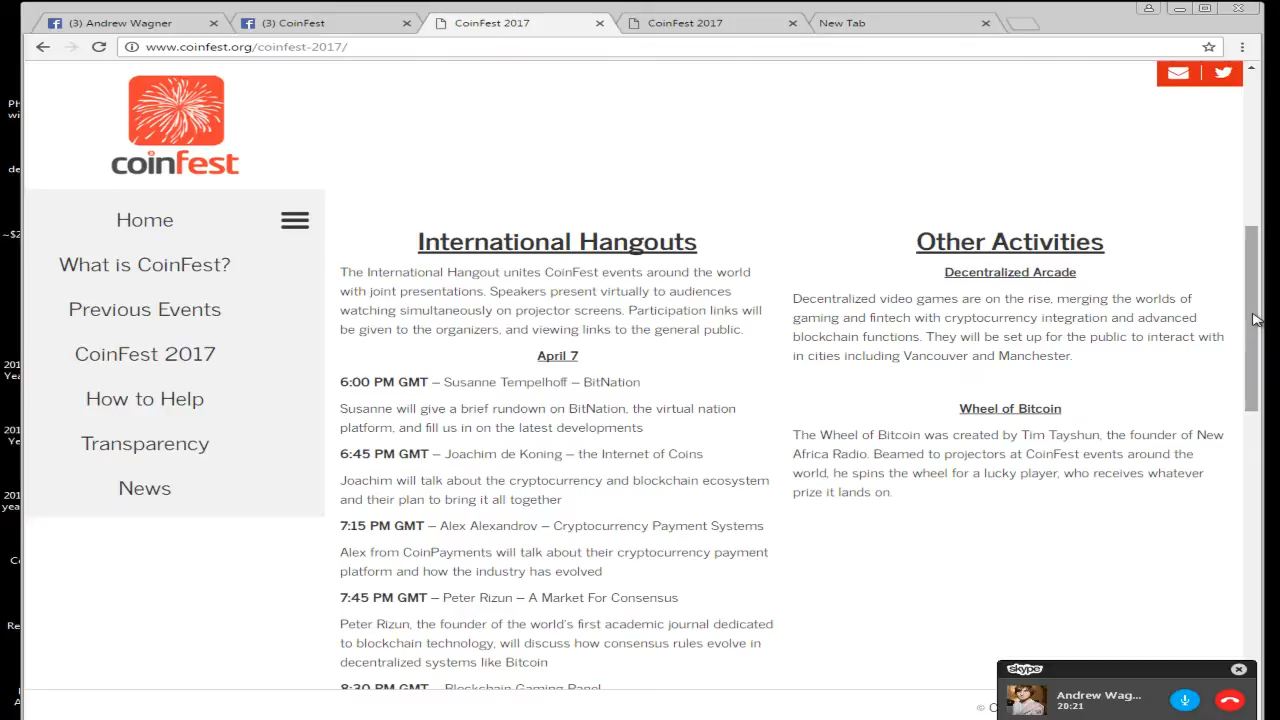 (3) Andrew Wagner
(3) CoinFest
CoinFest 2017
CoinFest 2017
New Tab
www.coinfest.org/coinfest-2017/
coinfest
Home
What is CoinFest?
Previous Events
CoinFest 2017
How to Help
Transparency
News
International Hangouts
The International Hangout unites CoinFest events around the world
with joint presentations. Speakers present virtually to audiences
watching simultaneously on projector screens. Participation links will
be given to the organizers, and viewing links to the general public.
April 7
6:00 PM GMT – Susanne Tempelhoff – BitNation
Susanne will give a brief rundown on BitNation, the virtual nation
platform, and fill us in on the latest developments
6:45 PM GMT – Joachim de Koning – the Internet of Coins
Joachim will talk about the cryptocurrency and blockchain ecosystem
and their plan to bring it all together
7:15 PM GMT – Alex Alexandrov – Cryptocurrency Payment Systems
Alex from CoinPayments will talk about their cryptocurrency payment
platform and how the industry has evolved
7:45 PM GMT – Peter Rizun – A Market For Consensus
Peter Rizun, the founder of the world's first academic journal dedicated
to blockchain technology, will discuss how consensus rules evolve in
decentralized systems like Bitcoin
8:30 PM GMT – Blockchain Gaming Panel
Other Activities
Decentralized Arcade
Decentralized video games are on the rise, merging the worlds of
gaming and fintech with cryptocurrency integration and advanced
blockchain functions. They will be set up for the public to interact with
in cities including Vancouver and Manchester.
Wheel of Bitcoin
The Wheel of Bitcoin was created by Tim Tayshun, the founder of New
Africa Radio. Beamed to projectors at CoinFest events around the
world, he spins the wheel for a lucky player, who receives whatever
prize it lands on.
skype
Andrew Wag...
20:21
© C